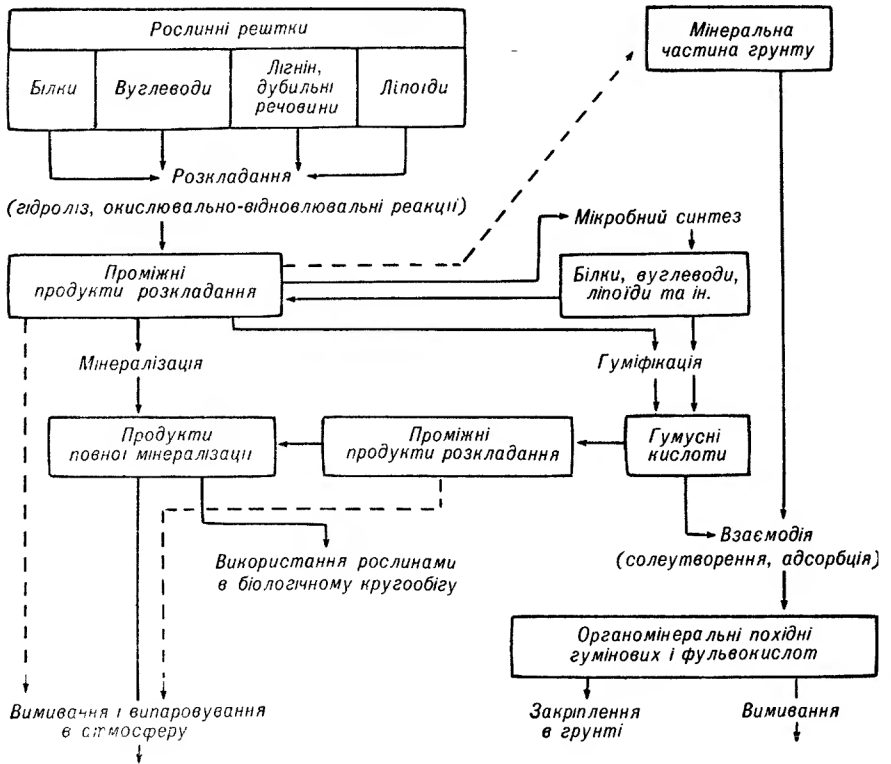 Рослинні рештки
Білки
Вуглеводи
Лігнін,
дубильні
речовини
Ліпоїди
Мінеральна
частина грунту
Розкладання
(гідроліз, окислювально-відновлювальні реакції)
Мікробний синтез
Проміжні
продукти розкладання
Білки, вуглеводи,
ліпоїди та ін.
Мінералізація
Гуміфікація
Продукти
повної мінералізації
Проміжні
продукти розкладання
Гумусні
кислоти
Взаємодія
(солеутворення, адсорбція)
Використання рослинами
в біологічному кругообігу
Органомінеральні похідні
гумінових і фульвокислот
Вимивання і випаровування
в атмосферу
Закріплення
в грунті
Вимивання